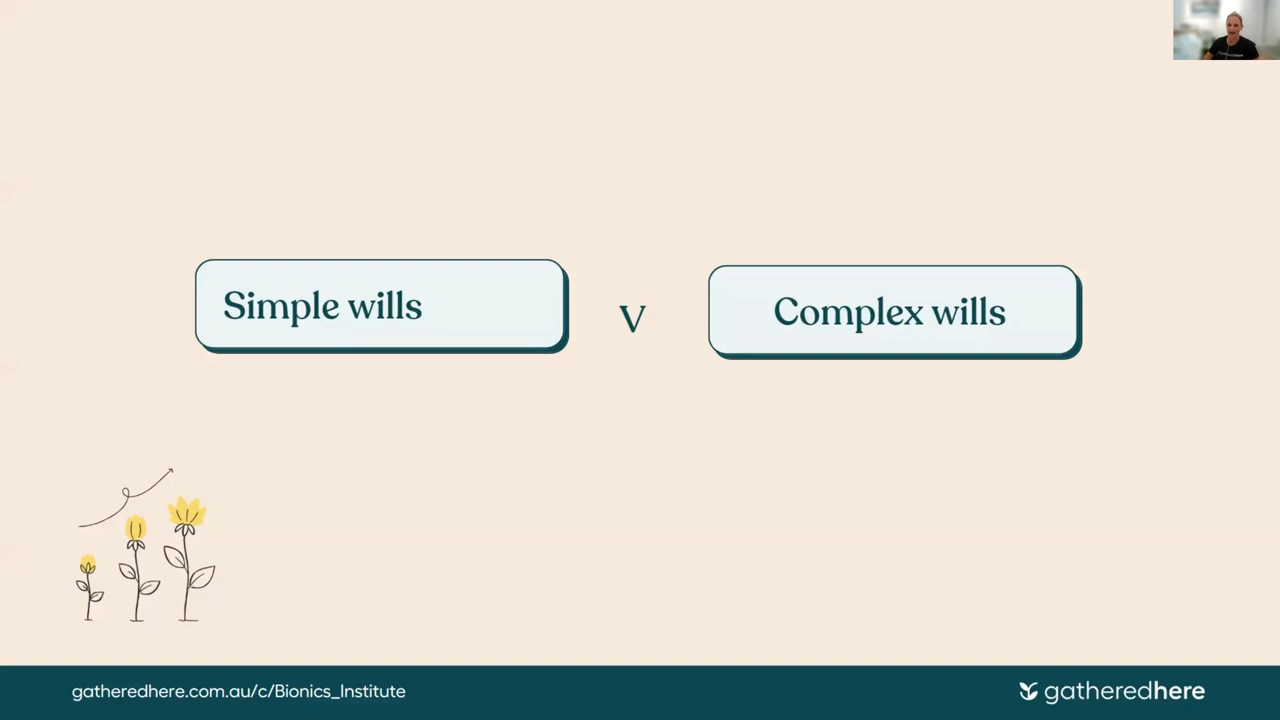 Simple wills
V
Complex wills
gatheredhere.com.au/c/Bionics_Institute
gatheredhere